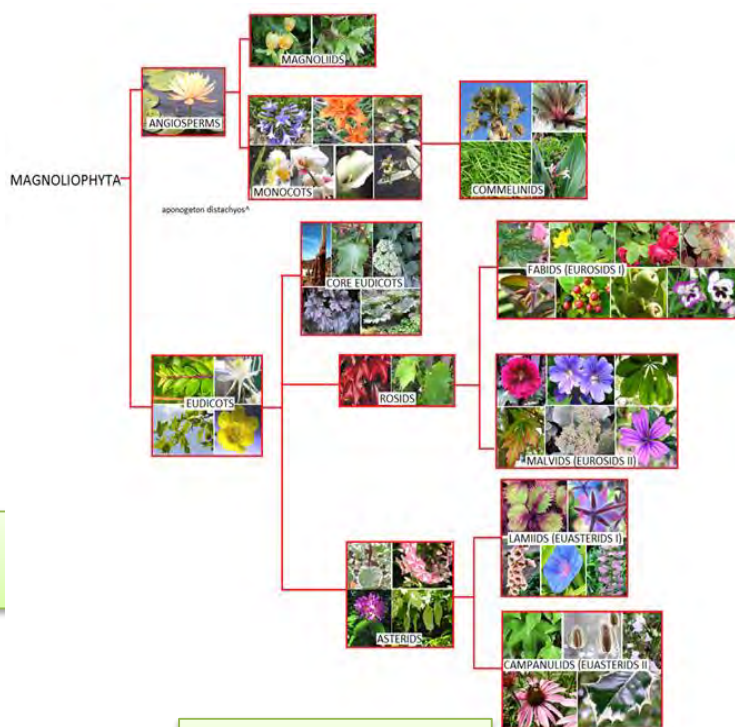 MAGNOLIIDS
ANGIOSPERMS
MAGNOLIOPHYTA
MONOCOTS
COMMELINIDS
aponogeton distachyos^
CORE EUDICOTS
FABIDS (EUROSIDS I)
EUDICOTS
ROSIDS
MALVIDS (EUROSIDS II)
LAMIIDS (EUASTERIDS I)
ASTERIDS
CAMPANULIDS (EUASTERIDS II